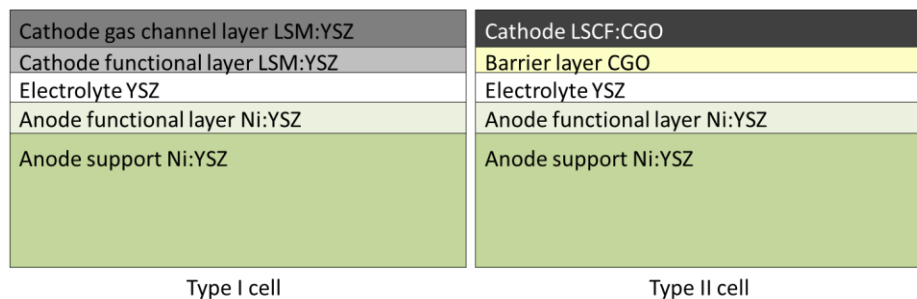 Cathode gas channel layer LSM:YSZ
Cathode functional layer LSM:YSZ
Electrolyte YSZ
Anode functional layer Ni:YSZ
Anode support Ni:YSZ
Type I cell
Cathode LSCF:CGO
Barrier layer CGO
Electrolyte YSZ
Anode functional layer Ni:YSZ
Anode support Ni:YSZ
Type II cell